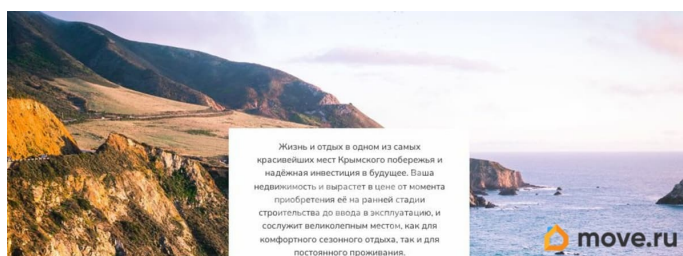 Жизнь и отдых в одном из самых
красивейших мест Крымского побережья и
надёжная инвестиция в будущее. Ваша
недвижимость и вырастет в цене от момента
приобретения её на ранней стадии
строительства до ввода в эксплуатацию, и
сослужит великолепным местом, как для
комфортного сезонного отдыха, так и для
постоянного проживания.
move.ru